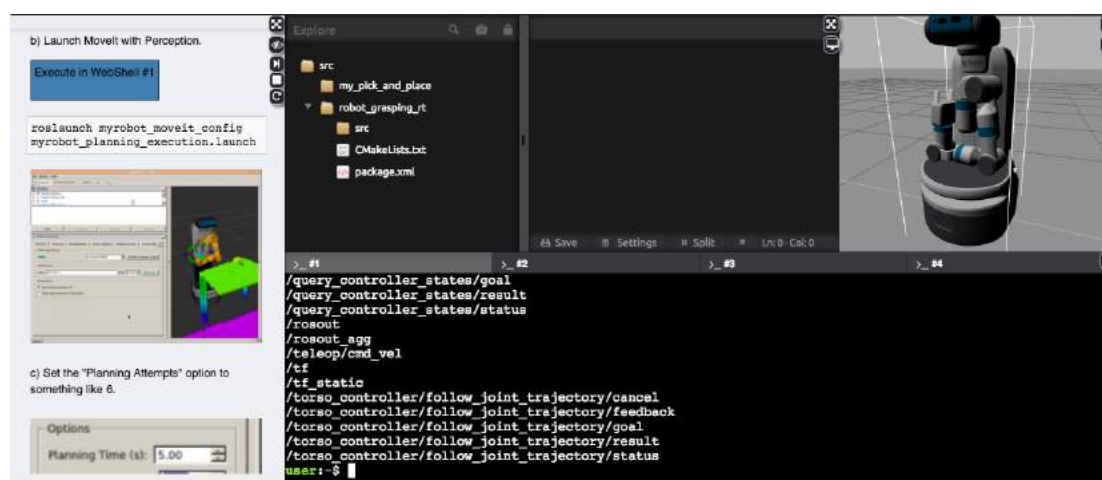 b) Launch MoveIt with Perception.
Execute in WebShell #1
roslaunch myrobot_moveit_config
myrobot_planning_execution.launch
c) Set the "Planning Attempts" option to
something like 6.
Options
Planning Time (s): 5.00
Explore
src
my_pick_and_place
robot_grasping_rt
src
CMakeLists.txt
package.xml
Save Settings Split Ln:0-Col:0
>_ #1 >_ #2 >_ #3 >_ #4
/query_controller_states/goal
/query_controller_states/result
/query_controller_states/status
/rosout
/rosout_agg
/teleop/cmd_vel
/tf
/tf_static
/torso_controller/follow_joint_trajectory/cancel
/torso_controller/follow_joint_trajectory/feedback
/torso_controller/follow_joint_trajectory/goal
/torso_controller/follow_joint_trajectory/result
/torso_controller/follow_joint_trajectory/status
user:~$